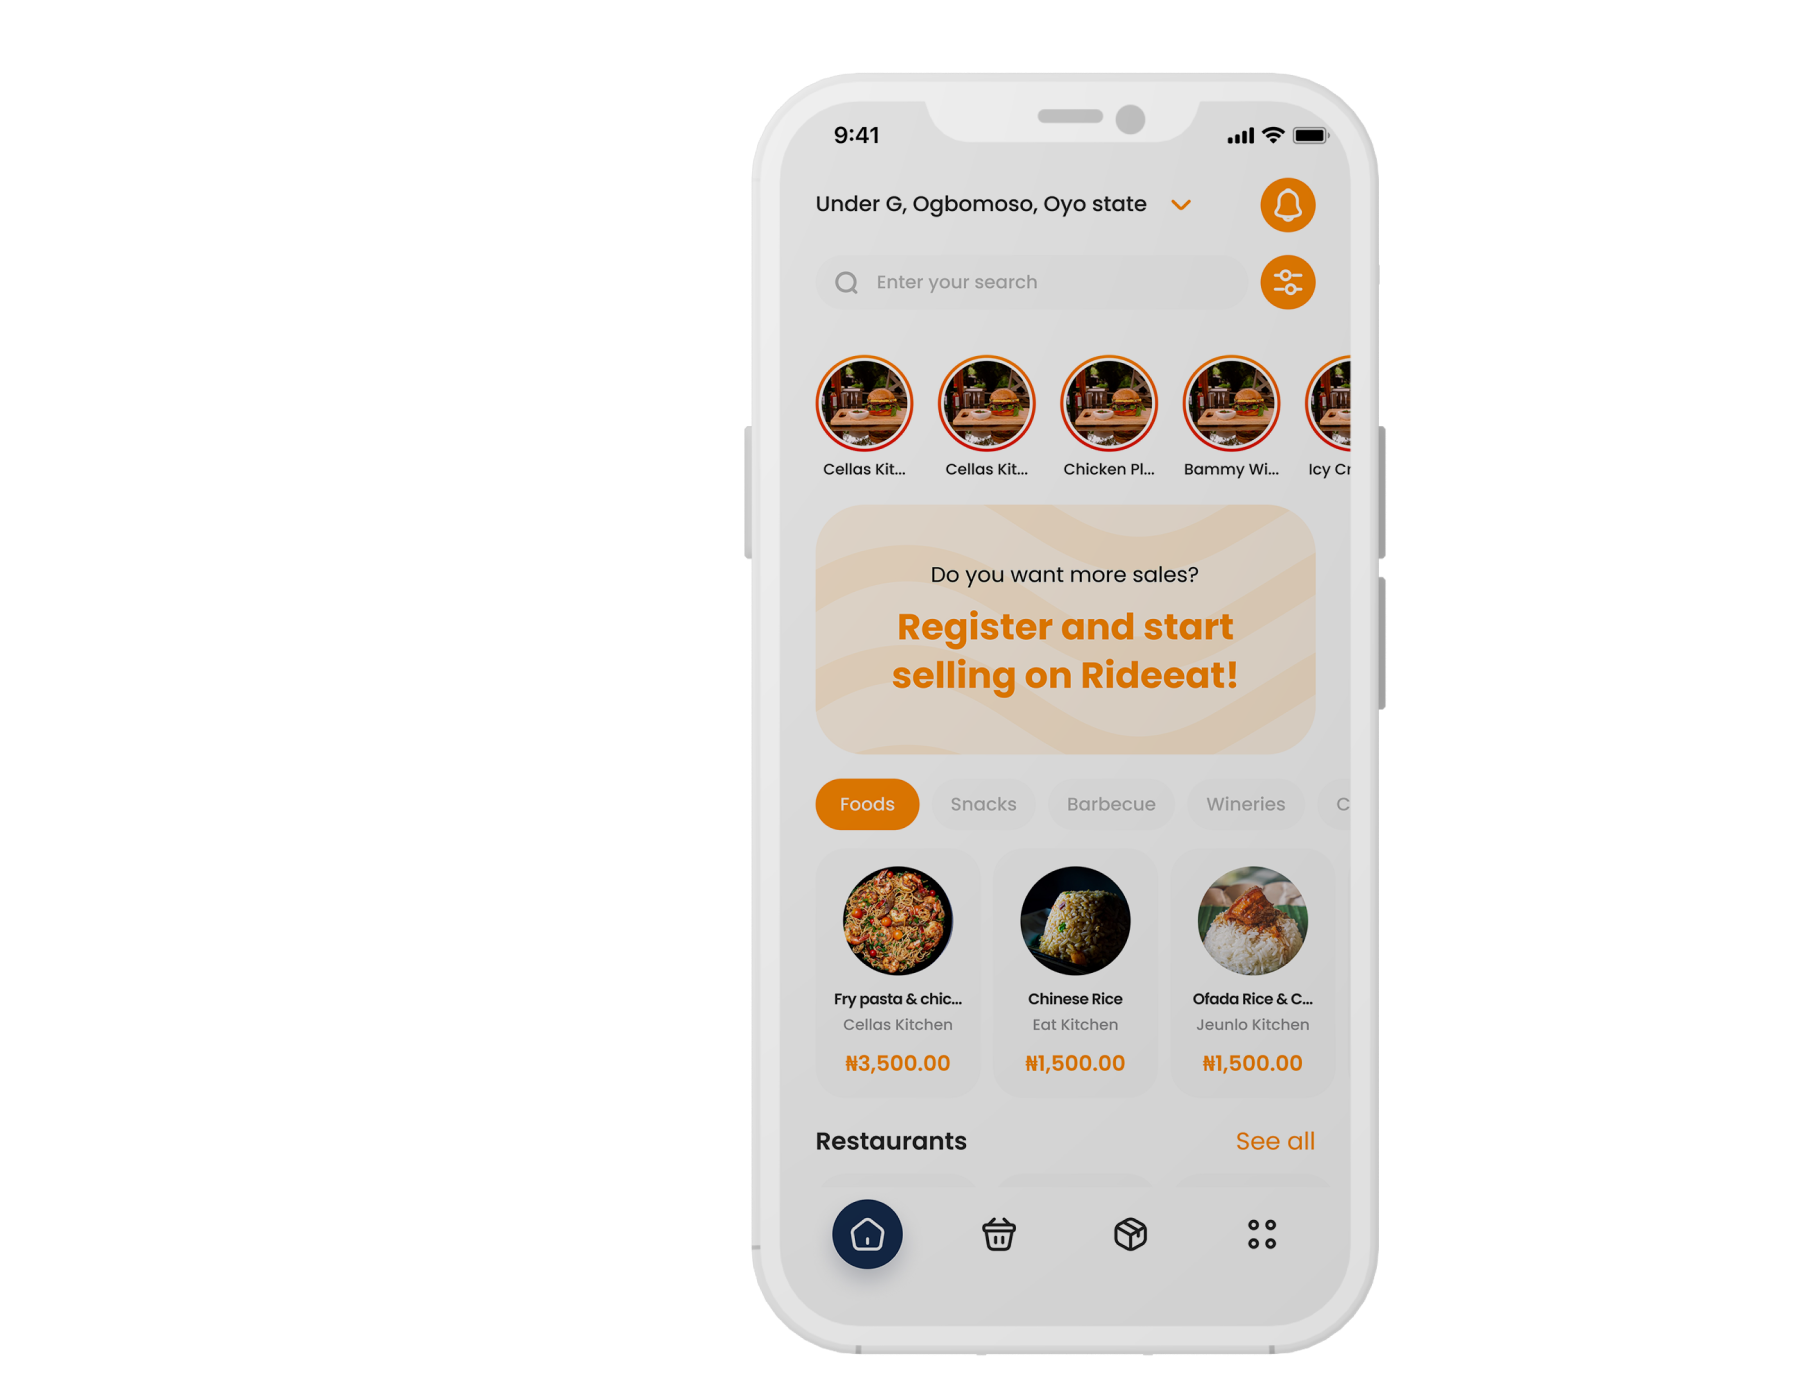 9:41
Under G, Ogbomoso, Oyo state
Enter your search
Cellas Kit... Cellas Kit... Chicken Pl... Bammy Wi... Icy Cr
Do you want more sales?
Register and start
selling on Rideeat!
Foods Snacks Barbecue Wineries C
Fry pasta & chic... Chinese Rice Ofada Rice & C...
Cellas Kitchen Eat Kitchen Jeunlo Kitchen
₦3,500.00 ₦1,500.00 ₦1,500.00
Restaurants See all